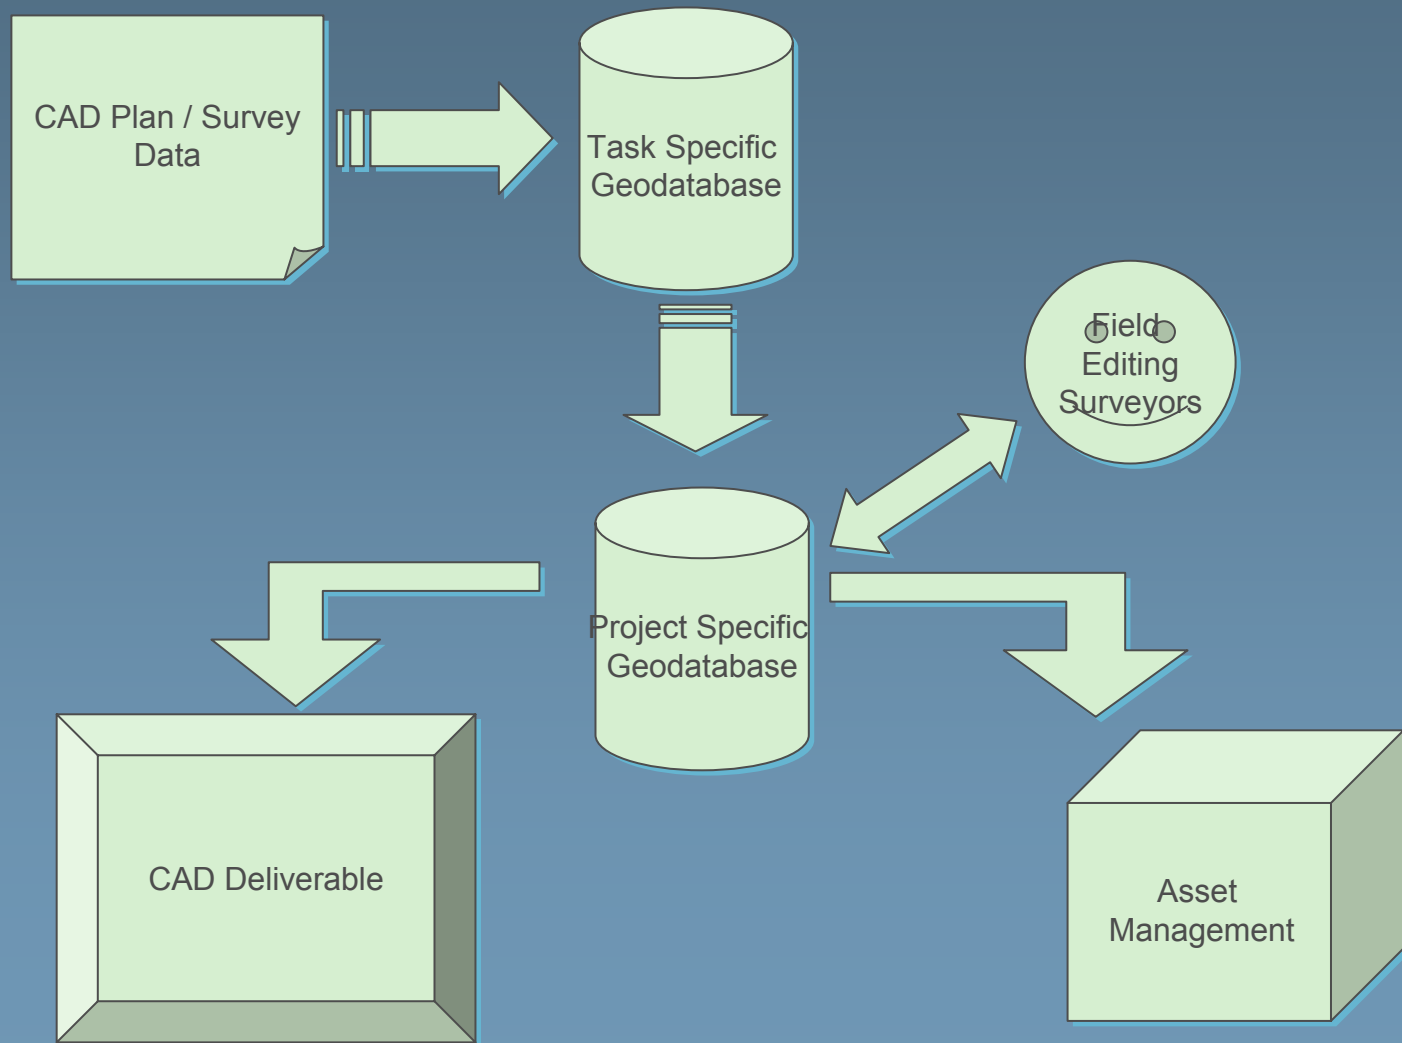 CAD Plan / Survey
Data
Task Specific
Geodatabase
Field
Editing
Surveyors
Project Specific
Geodatabase
CAD Deliverable
Asset
Management